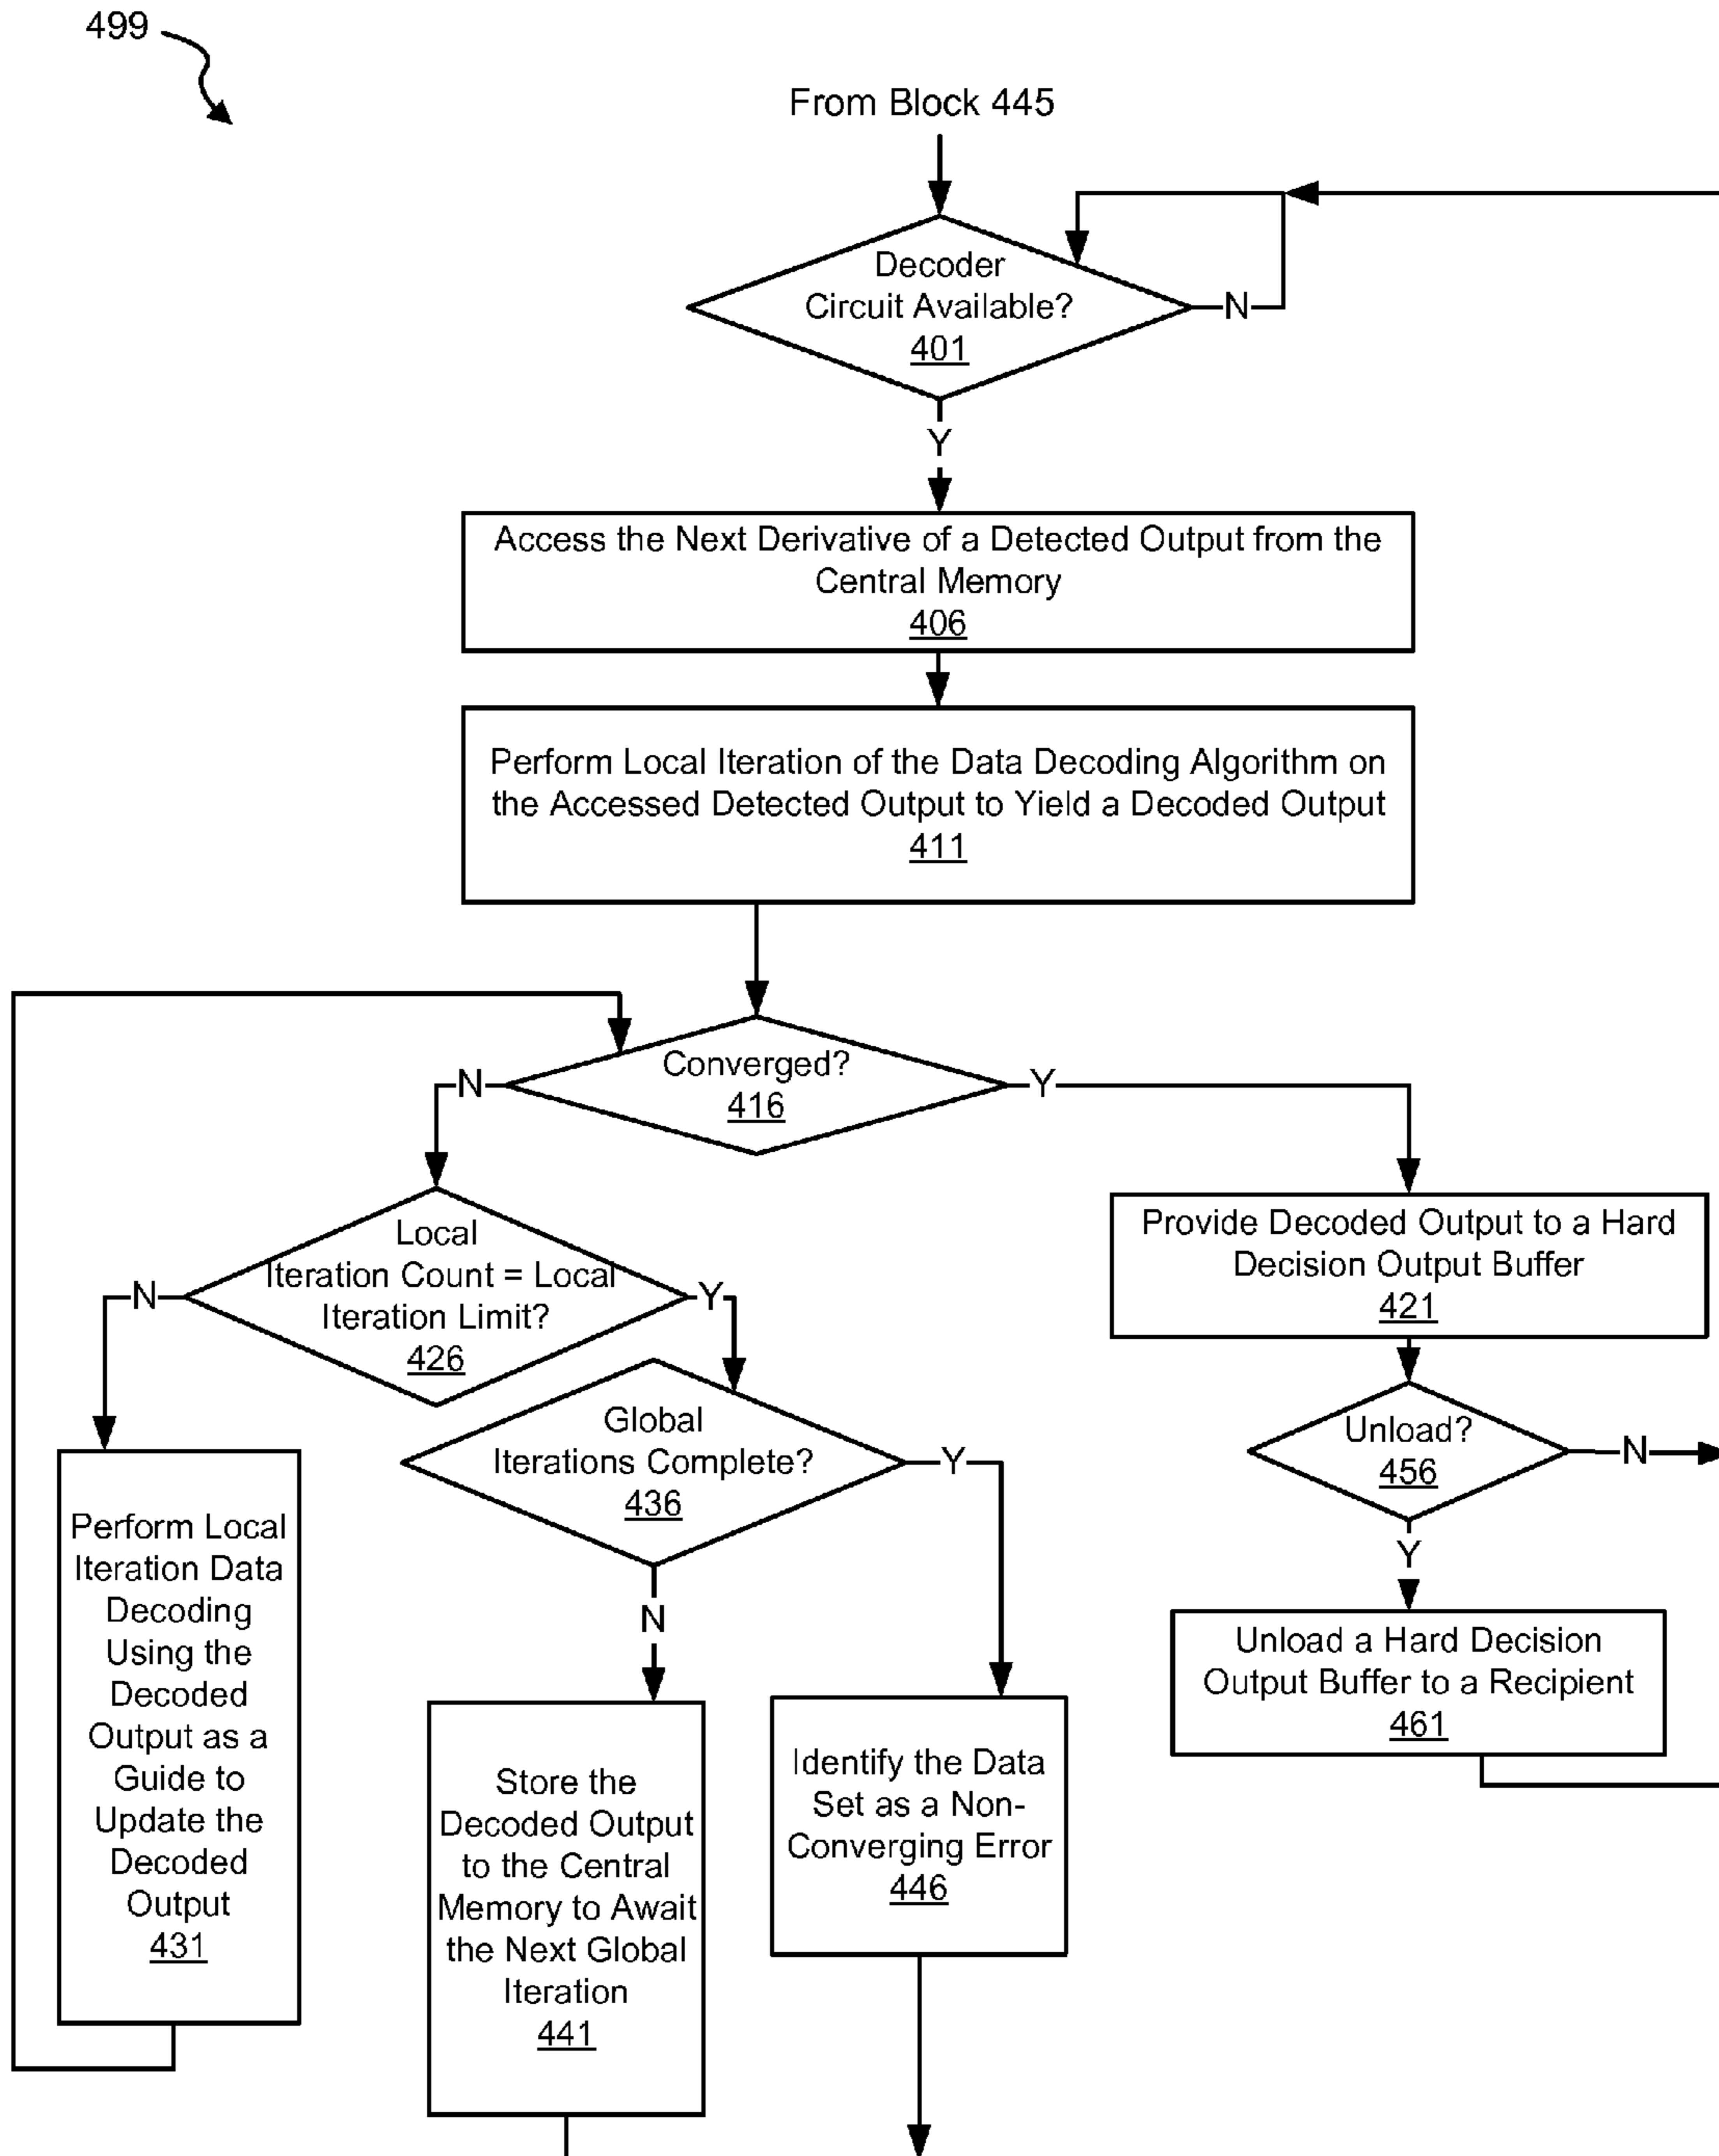 499
From Block 445
Decoder
Circuit Available?
401
N
Y
Access the Next Derivative of a Detected Output from the
Central Memory
406
Perform Local Iteration of the Data Decoding Algorithm on
the Accessed Detected Output to Yield a Decoded Output
411
Converged?
416
N
Y
Local
Iteration Count = Local
Iteration Limit?
426
N
Y
Provide Decoded Output to a Hard
Decision Output Buffer
421
Global
Iterations Complete?
436
Y
N
Unload?
456
N
Y
Perform Local
Iteration Data
Decoding
Using the
Decoded
Output as a
Guide to
Update the
Decoded
Output
431
Store the
Decoded Output
to the Central
Memory to Await
the Next Global
Iteration
441
Identify the Data
Set as a Non-
Converging Error
446
Unload a Hard Decision
Output Buffer to a Recipient
461